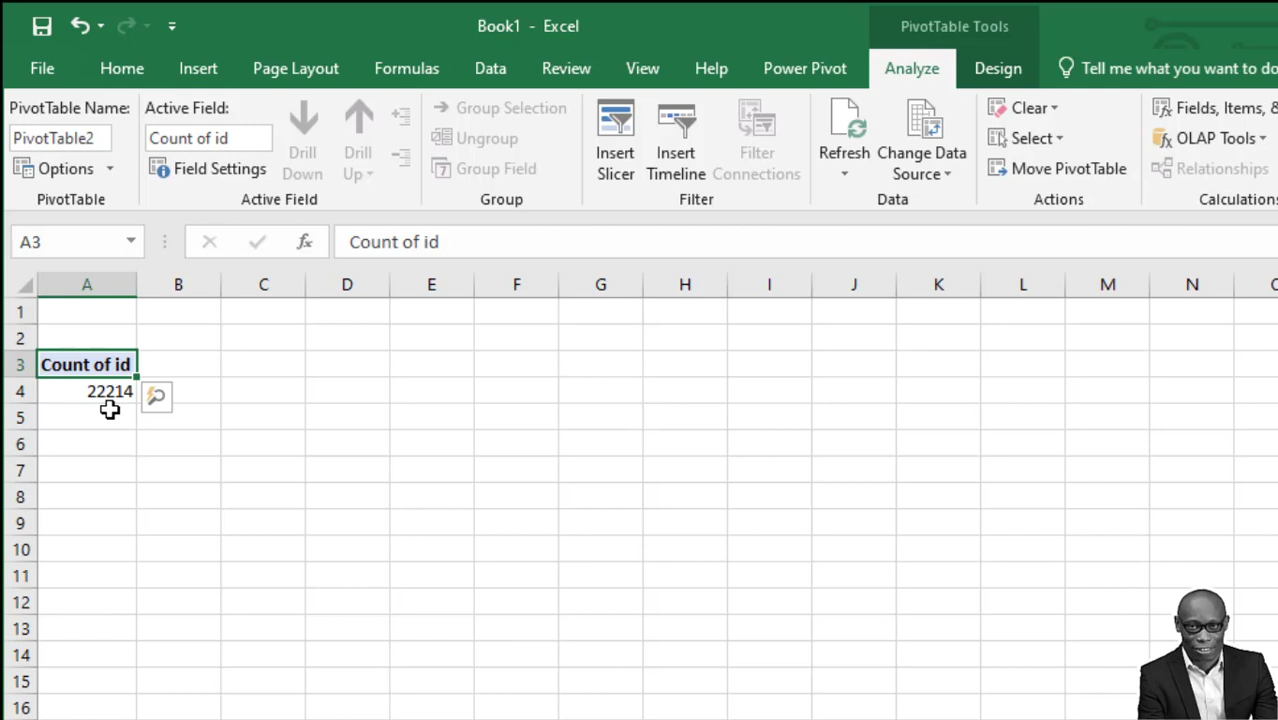 Book1 - Excel
PivotTable Tools
File Home Insert Page Layout Formulas Data Review View Help Power Pivot Analyze Design Tell me what you want to do
PivotTable Name:
PivotTable2
Options
PivotTable
Active Field:
Count of id
Field Settings
Drill Down
Drill Up
Active Field
Group Selection
Ungroup
Group Field
Group
Insert Slicer
Insert Timeline
Filter Connections
Filter
Refresh
Change Data Source
Data
Clear
Select
Move PivotTable
Actions
Fields, Items, &
OLAP Tools
Relationships
Calculations
A3 fx Count of id
A B C D E F G H I J K L M N
1
2
3 Count of id
4 22214
5
6
7
8
9
10
11
12
13
14
15
16